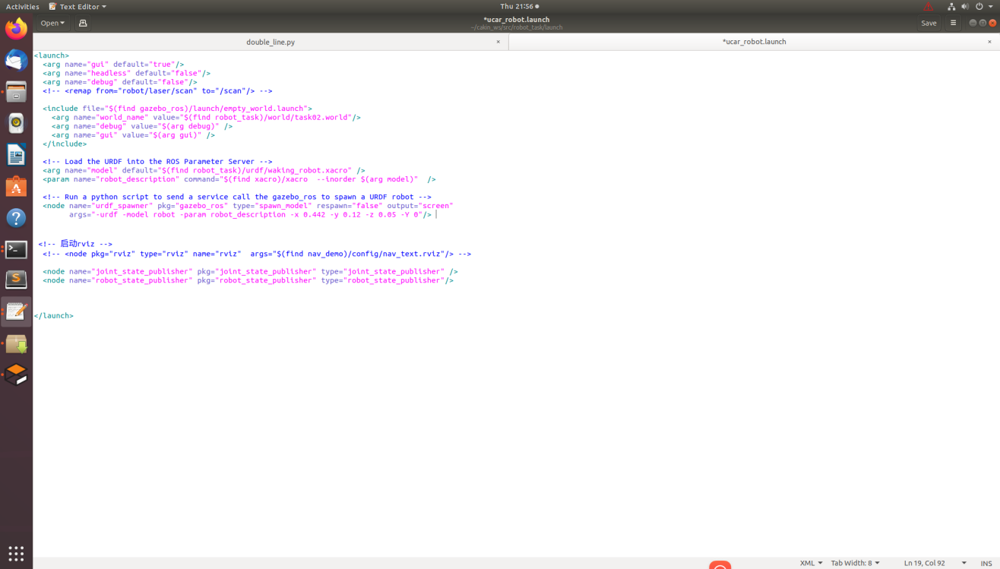 Activities Text Editor Thu 21:56
Open *ucar_robot.launch Save
~/cakin_ws/src/robot_task/launch
double_line.py × *ucar_robot.launch ×
<launch>
  <arg name="gui" default="true"/>
  <arg name="headless" default="false"/>
  <arg name="debug" default="false"/>
  <!-- <remap from="robot/laser/scan" to="/scan"/> -->
  <include file="$(find gazebo_ros)/launch/empty_world.launch">
    <arg name="world_name" value="$(find robot_task)/world/task02.world"/>
    <arg name="debug" value="$(arg debug)" />
    <arg name="gui" value="$(arg gui)" />
  </include>
  <!-- Load the URDF into the ROS Parameter Server -->
  <arg name="model" default="$(find robot_task)/urdf/waking_robot.xacro" />
  <param name="robot_description" command="$(find xacro)/xacro  --inorder $(arg model)"  />
  <!-- Run a python script to send a service call the gazebo_ros to spawn a URDF robot -->
  <node name="urdf_spawner" pkg="gazebo_ros" type="spawn_model" respawn="false" output="screen"
        args="-urdf -model robot -param robot_description -x 0.442 -y 0.12 -z 0.05 -Y 0"/>
 <!-- 启动rviz -->
  <!-- <node pkg="rviz" type="rviz" name="rviz"  args="$(find nav_demo)/config/nav_text.rviz"/> -->
  <node name="joint_state_publisher" pkg="joint_state_publisher" type="joint_state_publisher" />
  <node name="robot_state_publisher" pkg="robot_state_publisher" type="robot_state_publisher"/>
</launch>
XML Tab Width: 8 Ln 19, Col 92 INS